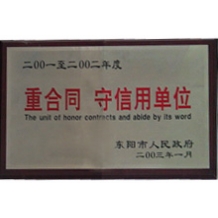 二00一至二00二年度
重合同 守信用单位
The unit of honor contracts and abide by its word
东阳市人民政府
二00三年一月